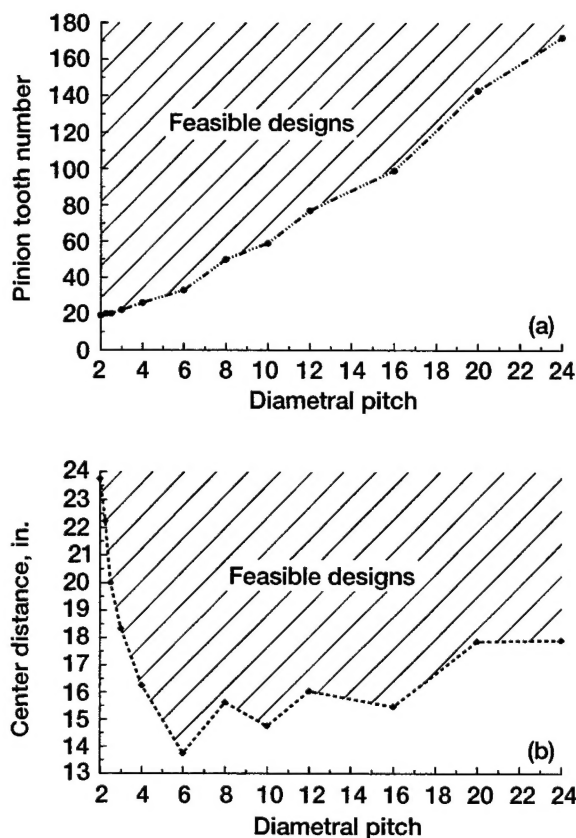 180
160
140
120
100
80
60
40
20
0
Pinion tooth number
Feasible designs
(a)
2 4 6 8 10 12 14 16 18 20 22 24
Diametral pitch
24
23
22
21
20
19
18
17
16
15
14
13
Center distance, in.
Feasible designs
(b)
2 4 6 8 10 12 14 16 18 20 22 24
Diametral pitch